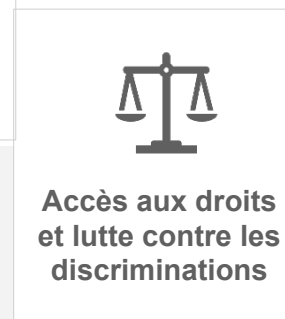 Accès aux droits
et lutte contre les
discriminations